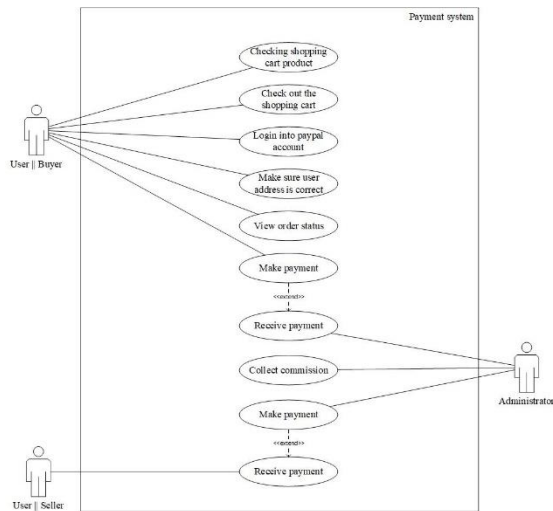 Payment system
Checking shopping
cart product
Check out the
shopping cart
Login into paypal
account
User || Buyer
Make sure user
address is correct
View order status
Make payment
<<extend>>
Receive payment
Collect commission
Administrator
Make payment
<<extend>>
Receive payment
User || Seller